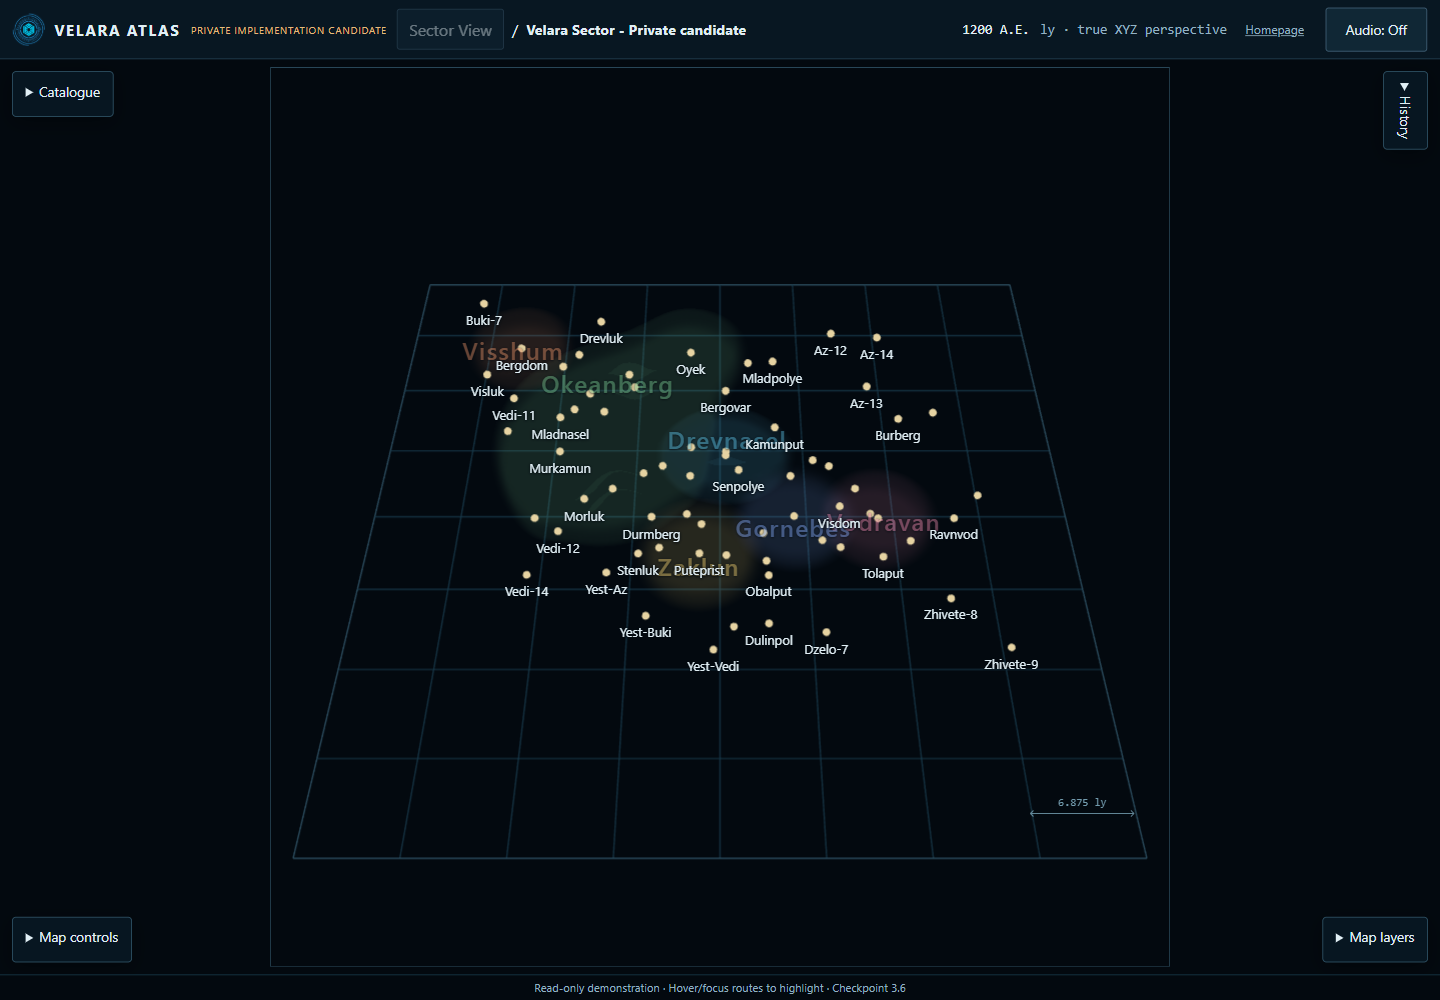 VELARA ATLAS PRIVATE IMPLEMENTATION CANDIDATE Sector View / Velara Sector - Private candidate 1200 A.E. ly · true XYZ perspective Homepage Audio: Off
▶ Catalogue
▼ History
Buki-7
Drevluk
Visshum
Az-12
Az-14
Bergdom
Oyek
Mladpolye
Okeanberg
Visluk
Az-13
Bergovar
Vedi-11
Mladnasel
Burberg
Drevnasel
Kamunput
Murkamun
Senpolye
Morluk
Visdom
Vodravan
Gornebes
Durmberg
Ravnvod
Vedi-12
Stenluk
Puteprist
Tolaput
Vedi-14
Yest-Az
Obalput
Zhivete-8
Yest-Buki
Dulinpol
Dzelo-7
Yest-Vedi
Zhivete-9
6.875 ly
▶ Map controls
▶ Map layers
Read-only demonstration · Hover/focus routes to highlight · Checkpoint 3.6